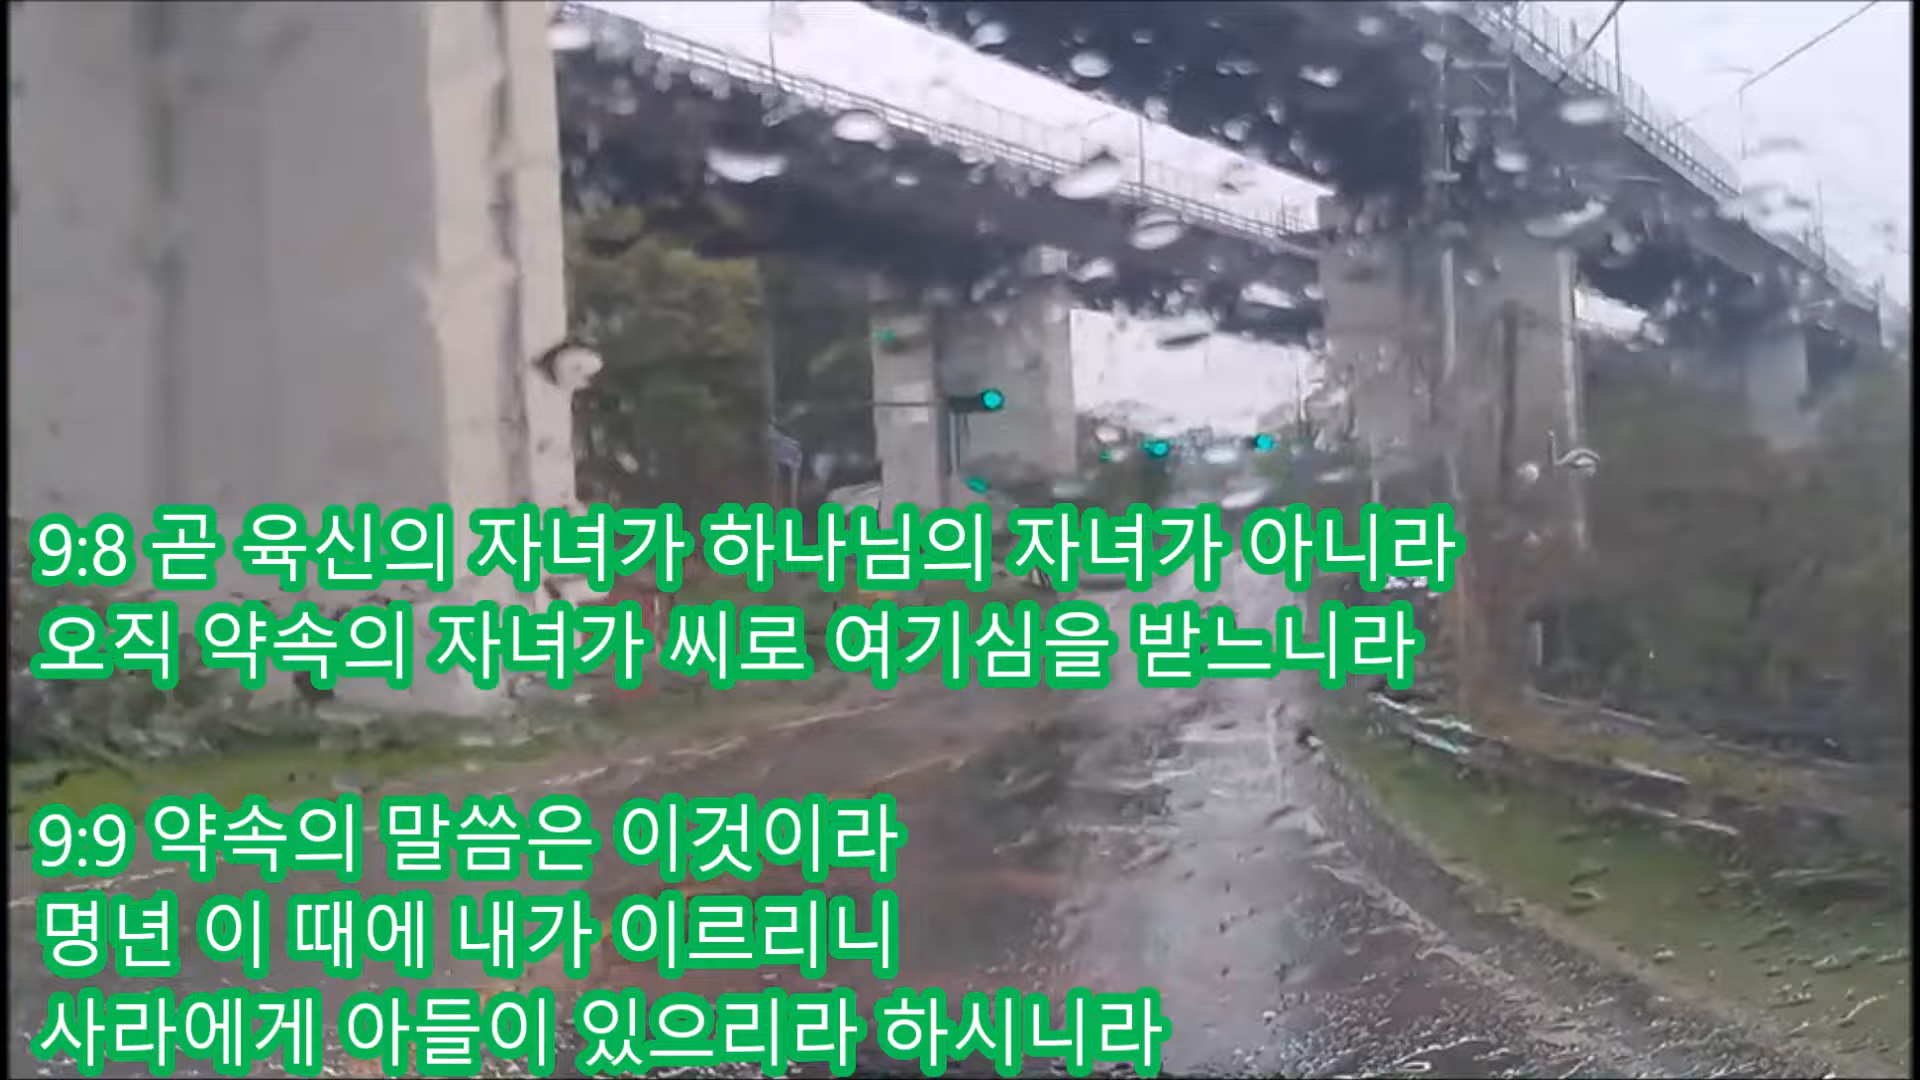 9:8 곧 육신의 자녀가 하나님의 자녀가 아니라
오직 약속의 자녀가 씨로 여기심을 받느니라
9:9 약속의 말씀은 이것이라
명년 이 때에 내가 이르리니
사라에게 아들이 있으리라 하시니라